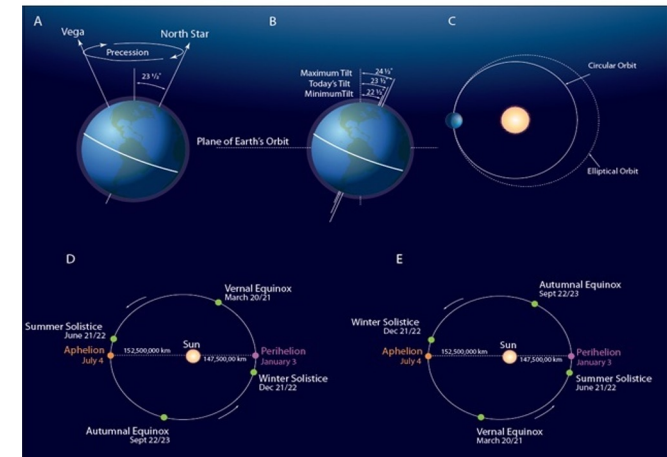 A
Vega
North Star
Precession
23 ½°
B
Maximum Tilt
24 ½°
Today's Tilt
23 ½°
MinimumTilt
22 ½°
Plane of Earth's Orbit
C
Circular Orbit
Elliptical Orbit
D
Vernal Equinox
March 20/21
Summer Solistice
June 21/22
Aphelion
July 4
152,500,000 km
Sun
147,500,00 km
Perihelion
January 3
Winter Solistice
Dec 21/22
Autumnal Equinox
Sept 22/23
E
Autumnal Equinox
Sept 22/23
Winter Solistice
Dec 21/22
Aphelion
July 4
152,500,000 km
Sun
147,500,00 km
Perihelion
January 3
Summer Solistice
June 21/22
Vernal Equinox
March 20/21